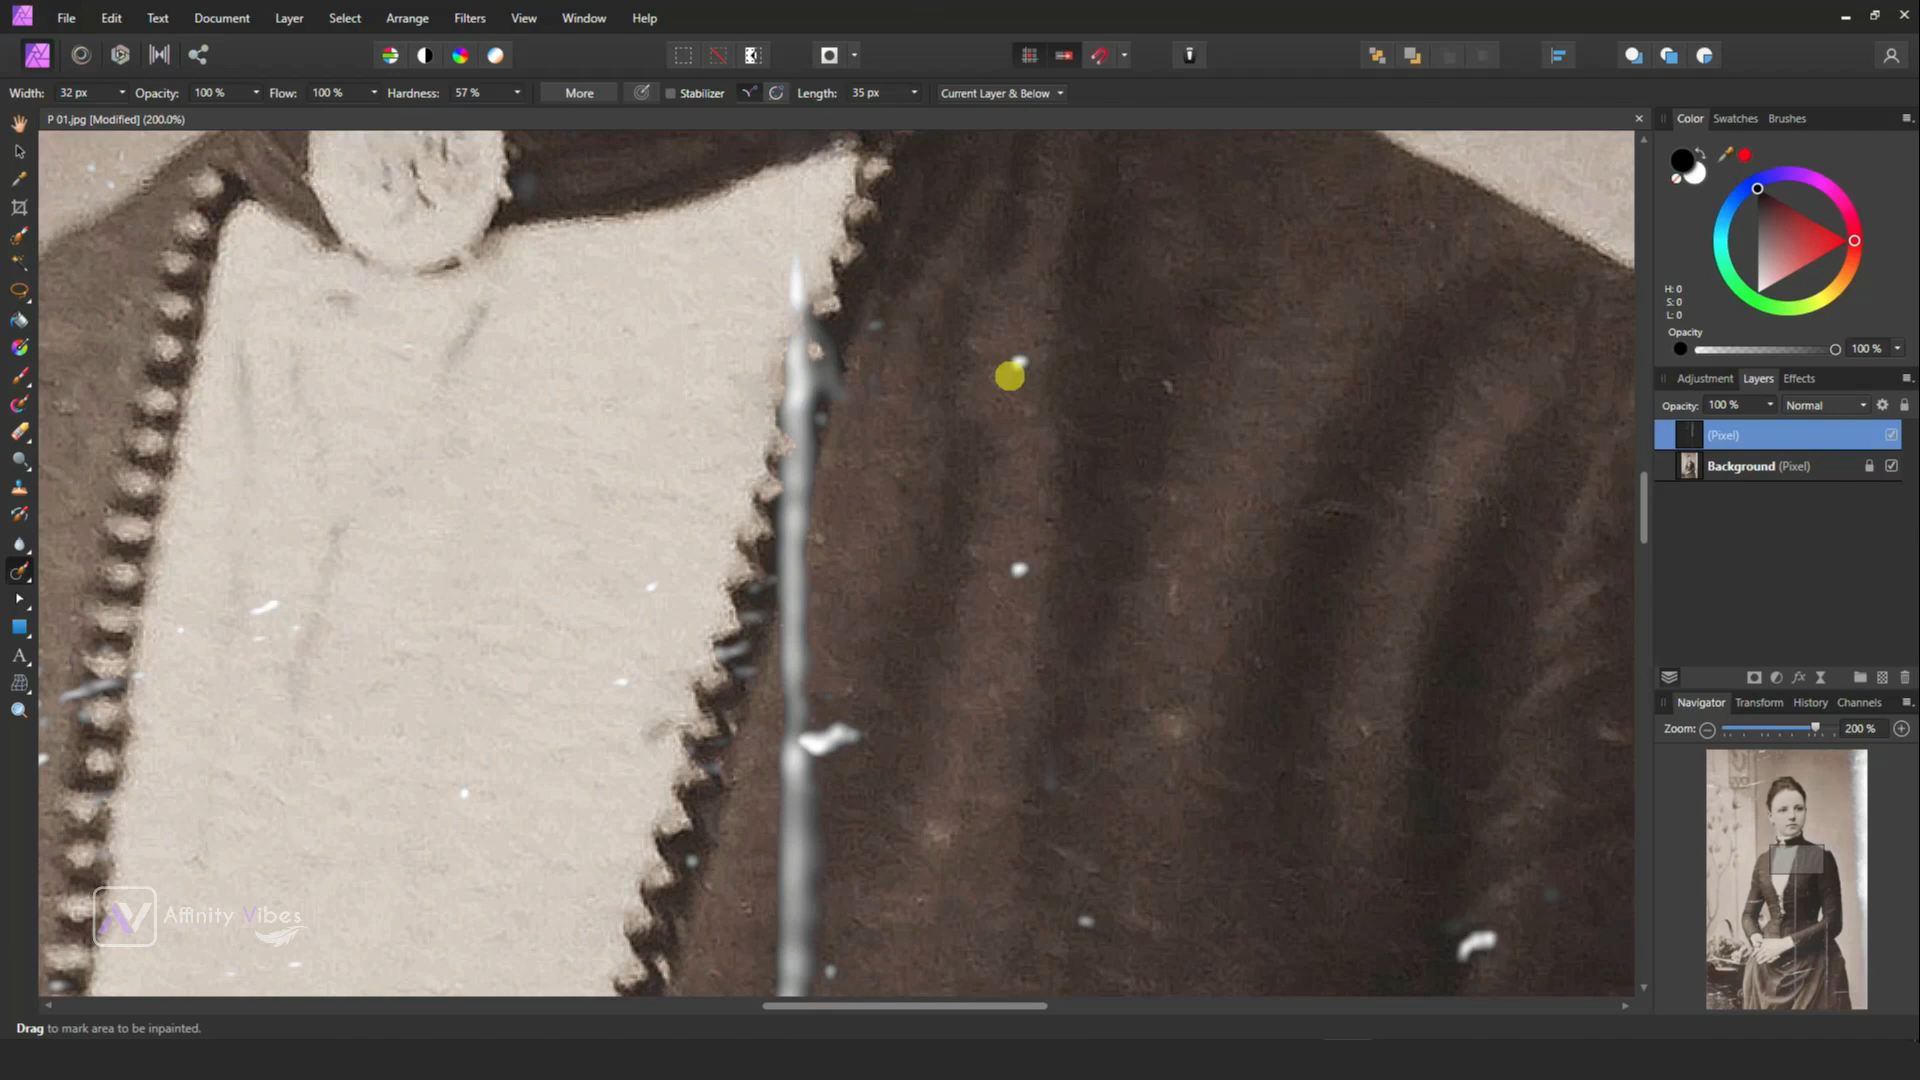 File Edit Text Document Layer Select Arrange Filters View Window Help
Width: 32 px Opacity: 100 % Flow: 100 % Hardness: 57 % More Stabilizer Length: 35 px Current Layer & Below
P 01.jpg [Modified] (200.0%)
Color Swatches Brushes
H: 0
S: 0
L: 0
Opacity
100 %
Adjustment Layers Effects
Opacity: 100 % Normal
(Pixel)
Background (Pixel)
fx
Navigator Transform History Channels
Zoom: 200 %
A
AV Affinity Vibes
Drag to mark area to be inpainted.